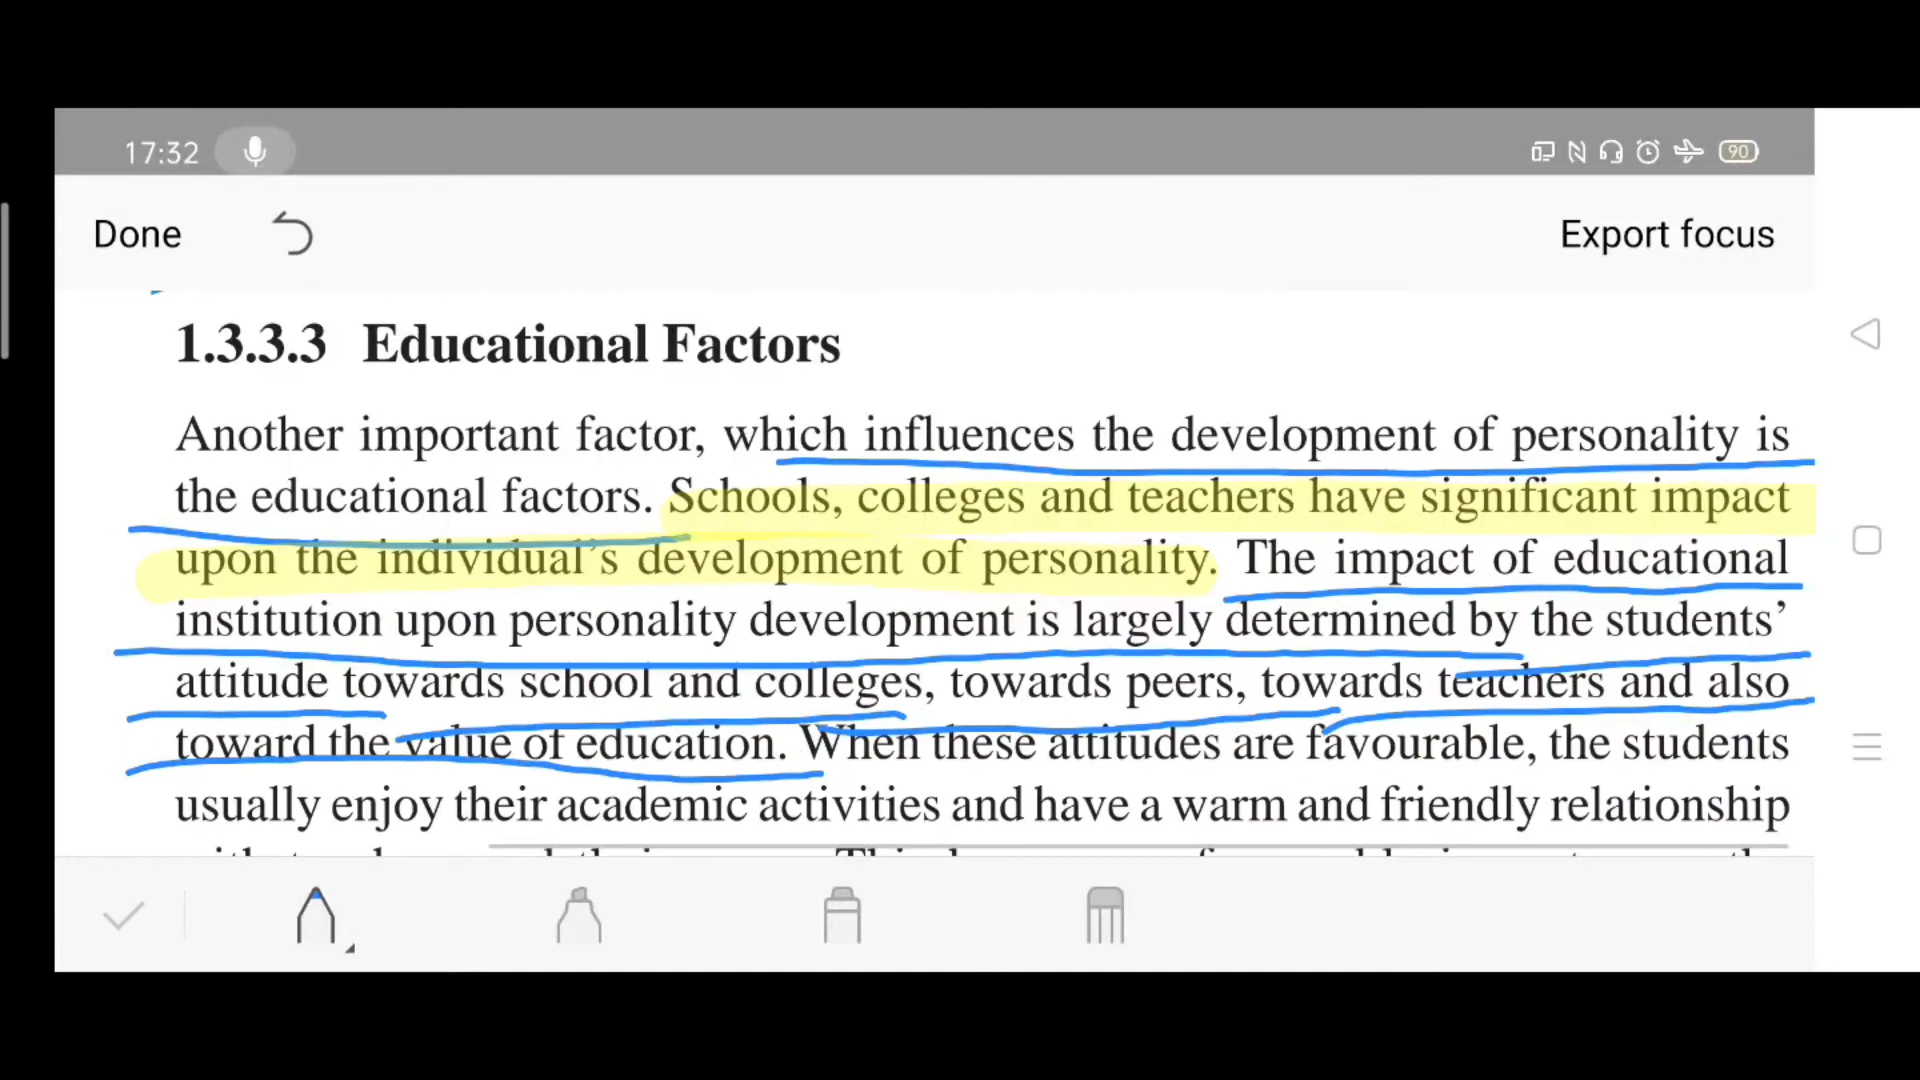 17:32
90
Done
Export focus
1.3.3.3 Educational Factors
Another important factor, which influences the development of personality is
the educational factors. Schools, colleges and teachers have significant impact
upon the individual's development of personality. The impact of educational
institution upon personality development is largely determined by the students'
attitude towards school and colleges, towards peers, towards teachers and also
toward the value of education. When these attitudes are favourable, the students
usually enjoy their academic activities and have a warm and friendly relationship